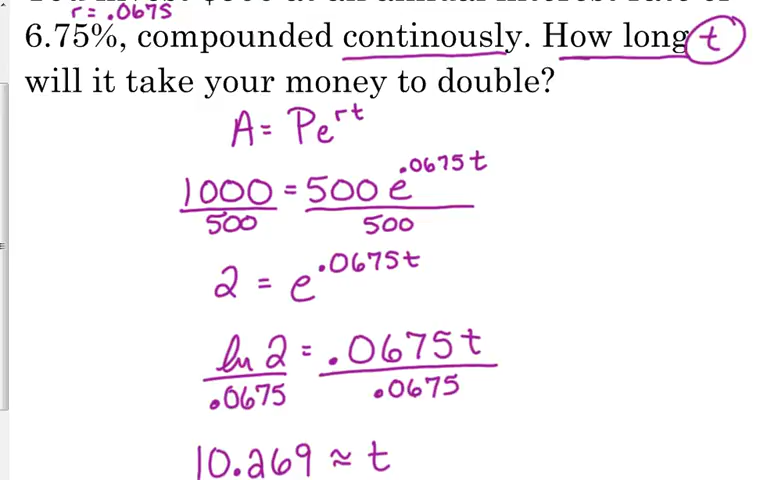 r = .0675
6.75%, compounded continously. How long t
will it take your money to double?
A = Pe^rt
1000 = 500 e^.0675t
500 500
2 = e^.0675t
ln 2 = .0675t
.0675 .0675
10.269 ≈ t